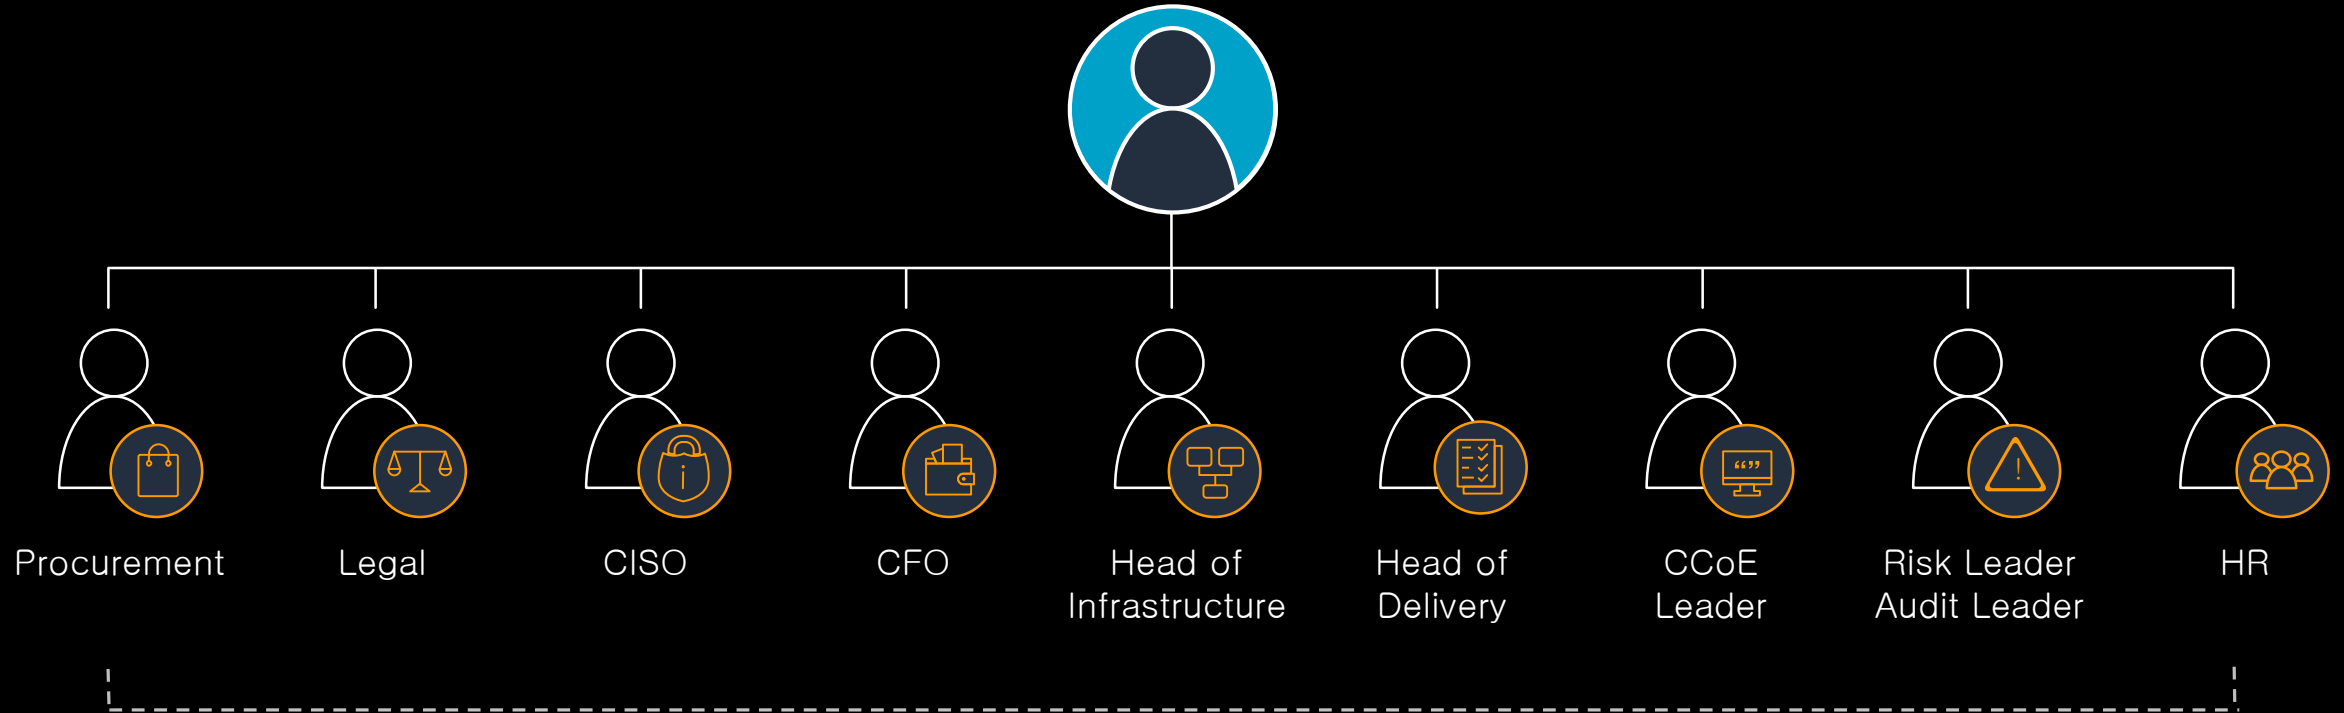 Procurement
Legal
CISO
CFO
Head of
Infrastructure
Head of
Delivery
CCoE
Leader
Risk Leader
Audit Leader
HR